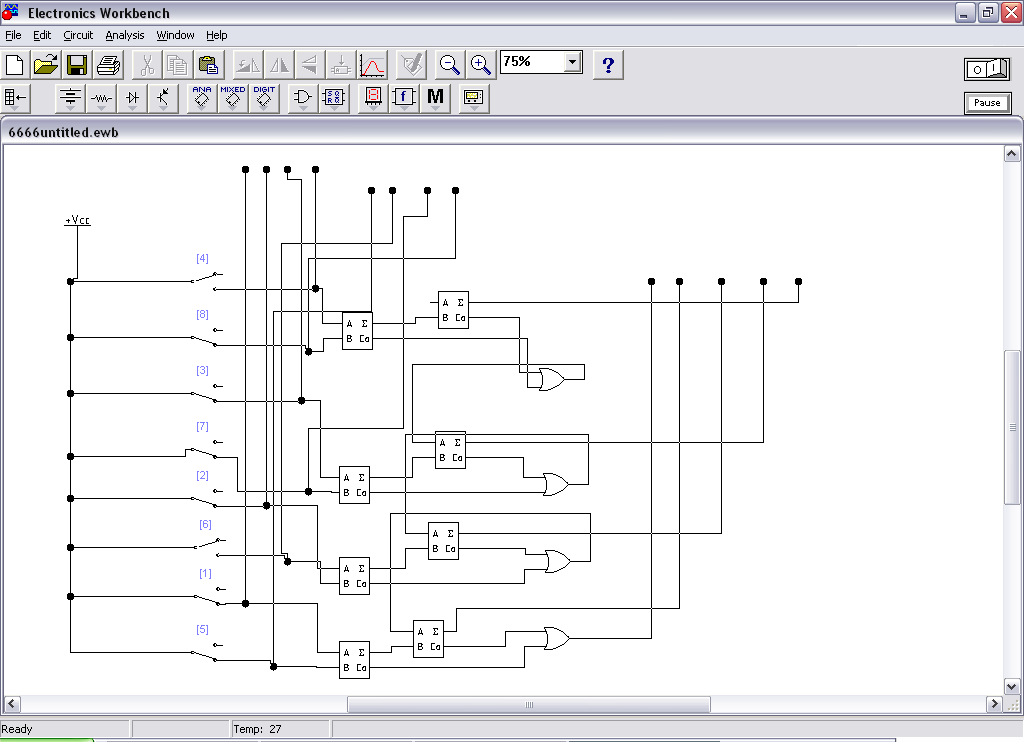 Electronics Workbench
File Edit Circuit Analysis Window Help
75%
?
ANA MIXED DIGIT
f M
Pause
6666untitled.ewb
+Vcc
[4]
[8]
[3]
[7]
[2]
[6]
[1]
[5]
A Σ
B Co
A Σ
B Co
A Σ
B Co
A Σ
B Co
A Σ
B Co
A Σ
B Co
A Σ
B Co
A Σ
B Co
Ready
Temp: 27